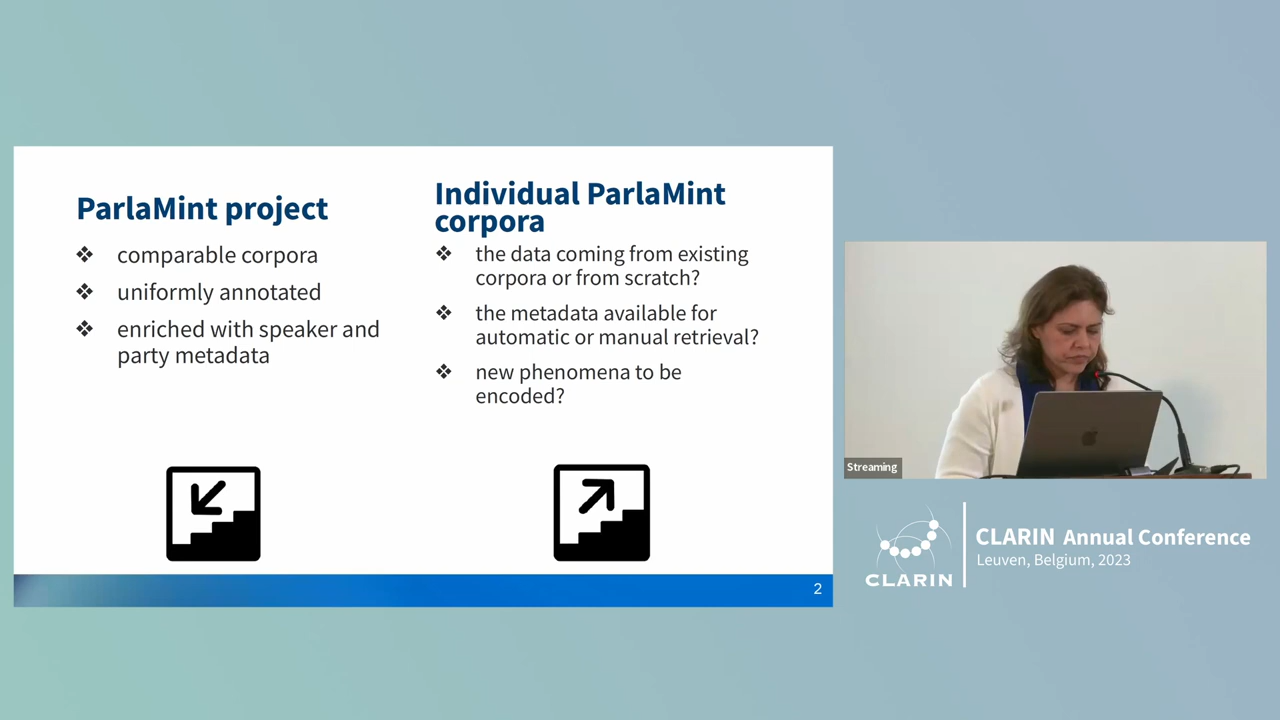 ParlaMint project
❖ comparable corpora
❖ uniformly annotated
❖ enriched with speaker and
party metadata
Individual ParlaMint
corpora
❖ the data coming from existing
corpora or from scratch?
❖ the metadata available for
automatic or manual retrieval?
❖ new phenomena to be
encoded?
2
Streaming
CLARIN
CLARIN Annual Conference
Leuven, Belgium, 2023